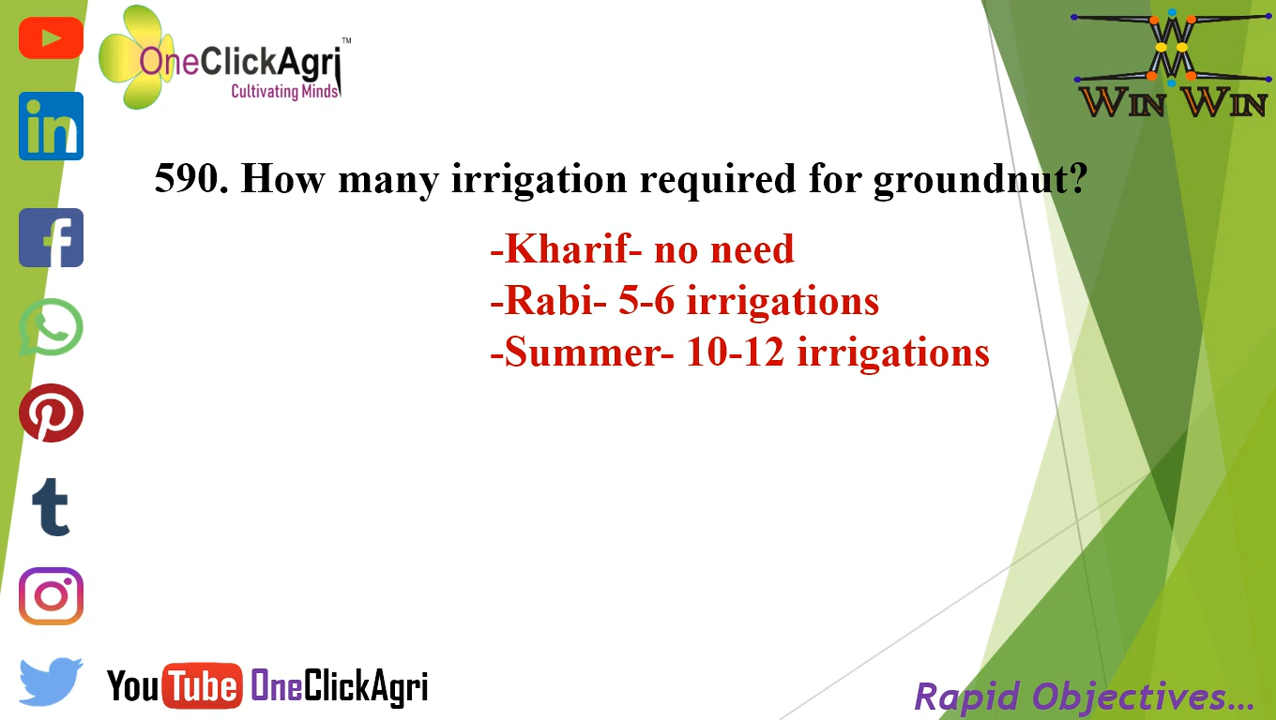 OneClickAgri™
Cultivating Minds
WIN WIN
590. How many irrigation required for groundnut?
-Kharif- no need
-Rabi- 5-6 irrigations
-Summer- 10-12 irrigations
YouTube OneClickAgri
Rapid Objectives...